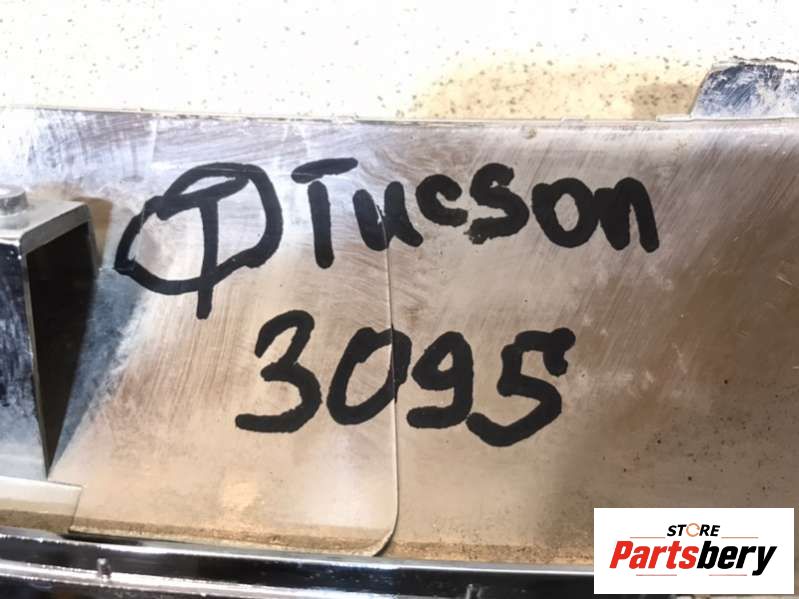 Ⓣ Tucson
3095
STORE
Partsbery